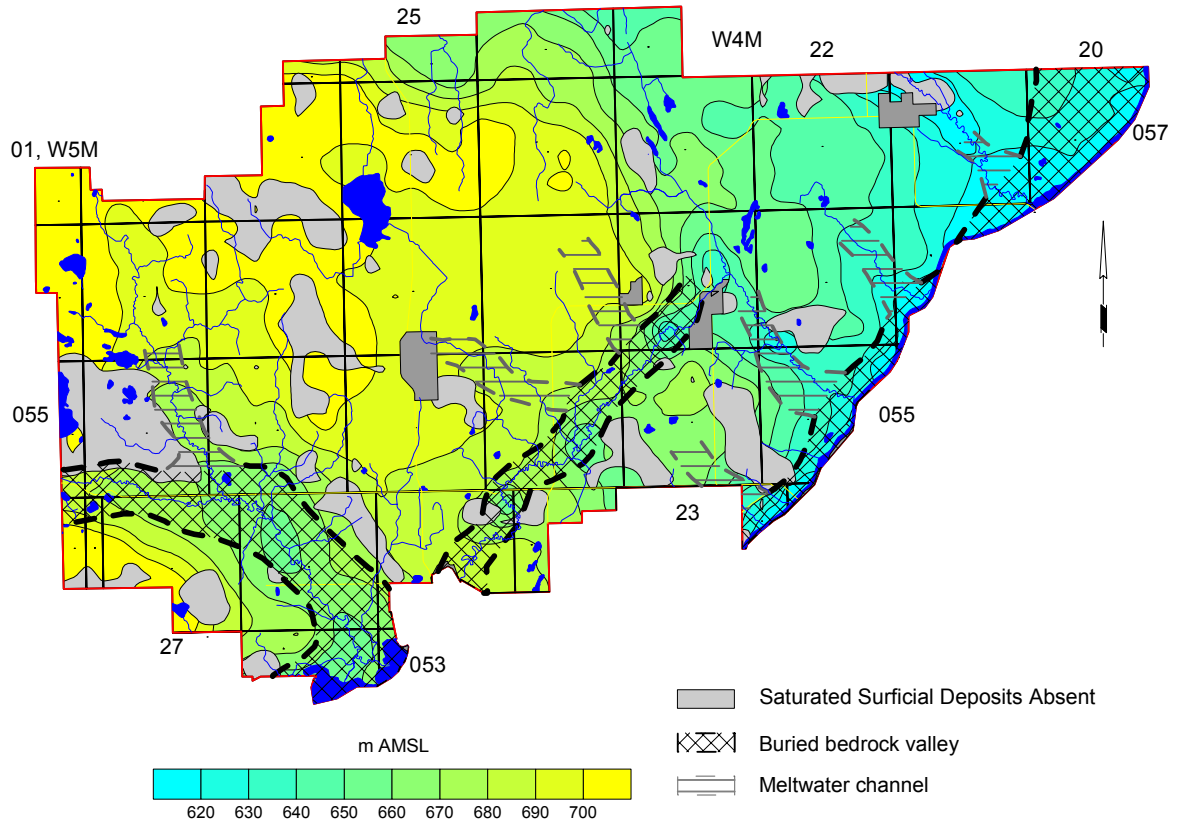 25
W4M
22
20
057
01, W5M
055
055
23
27
053
Saturated Surficial Deposits Absent
m AMSL
Buried bedrock valley
Meltwater channel
620 630 640 650 660 670 680 690 700